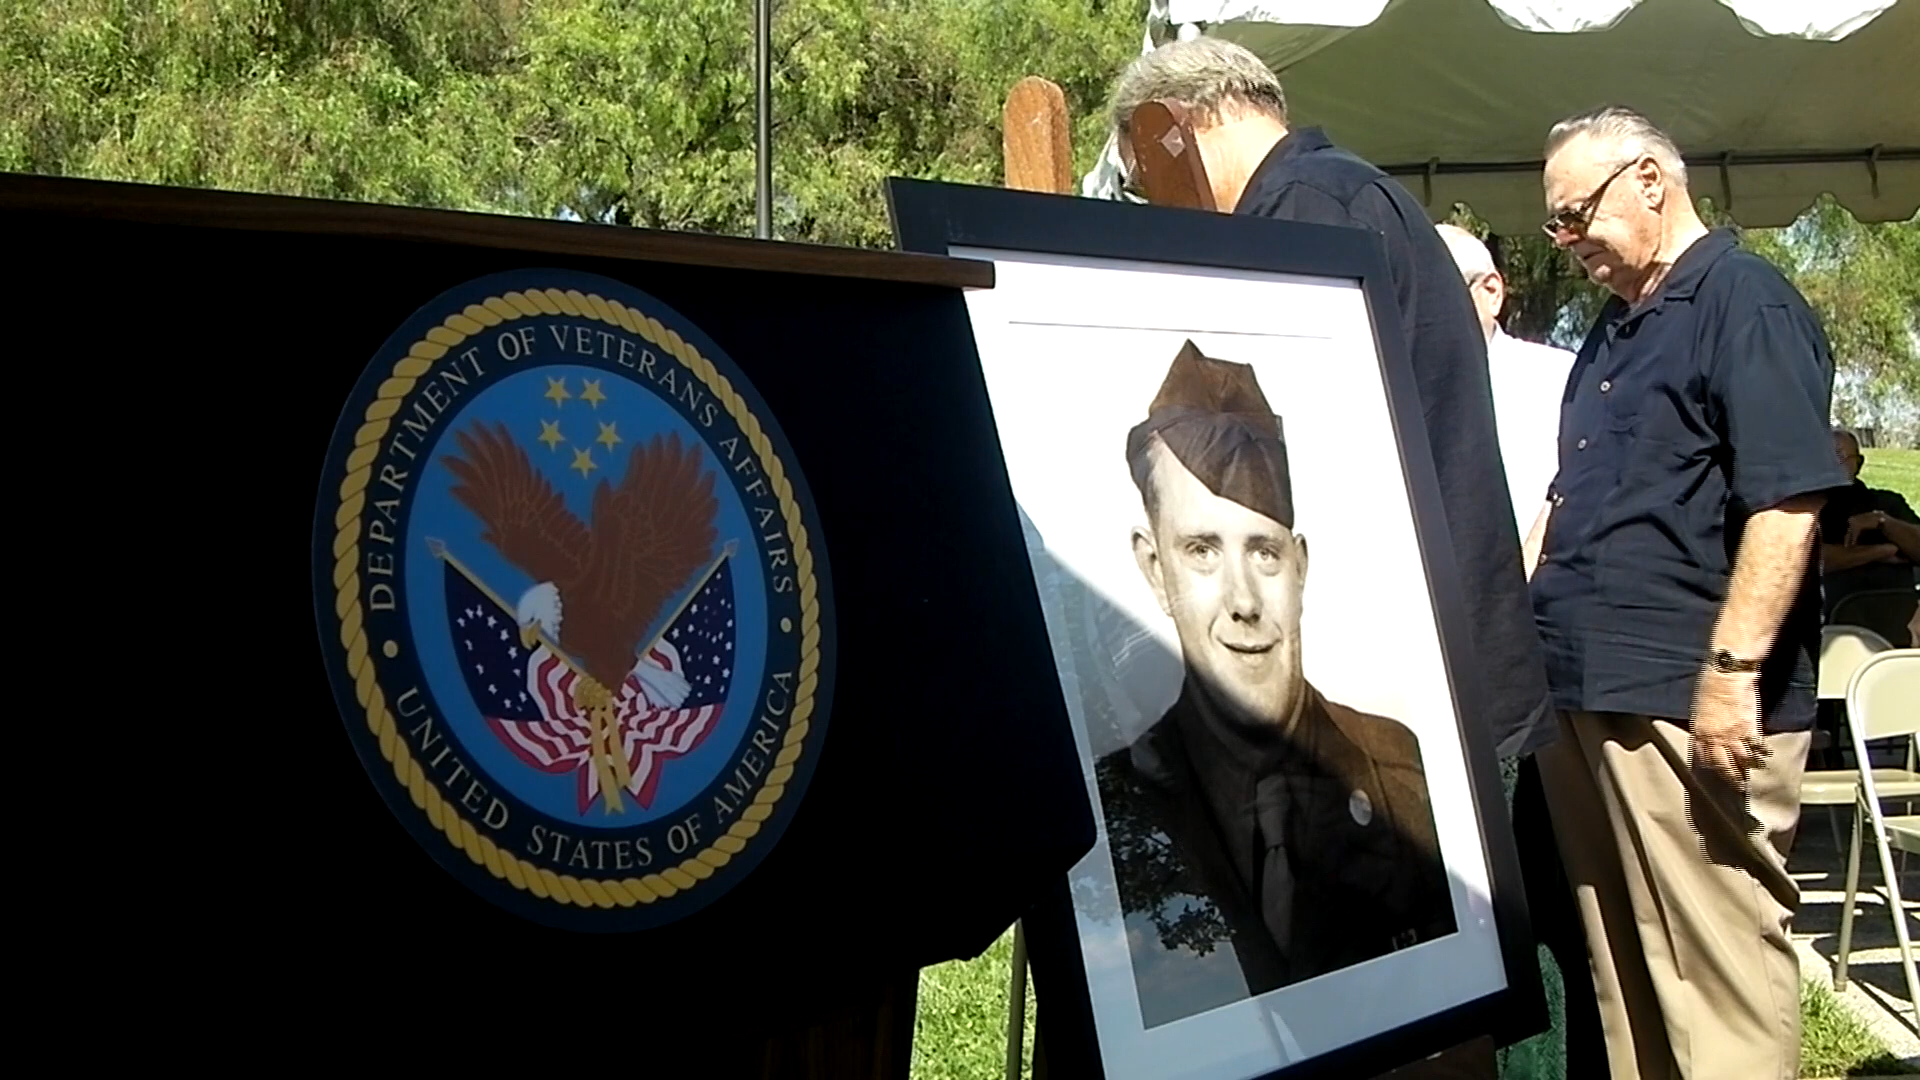 DEPARTMENT OF VETERANS AFFAIRS
UNITED STATES OF AMERICA